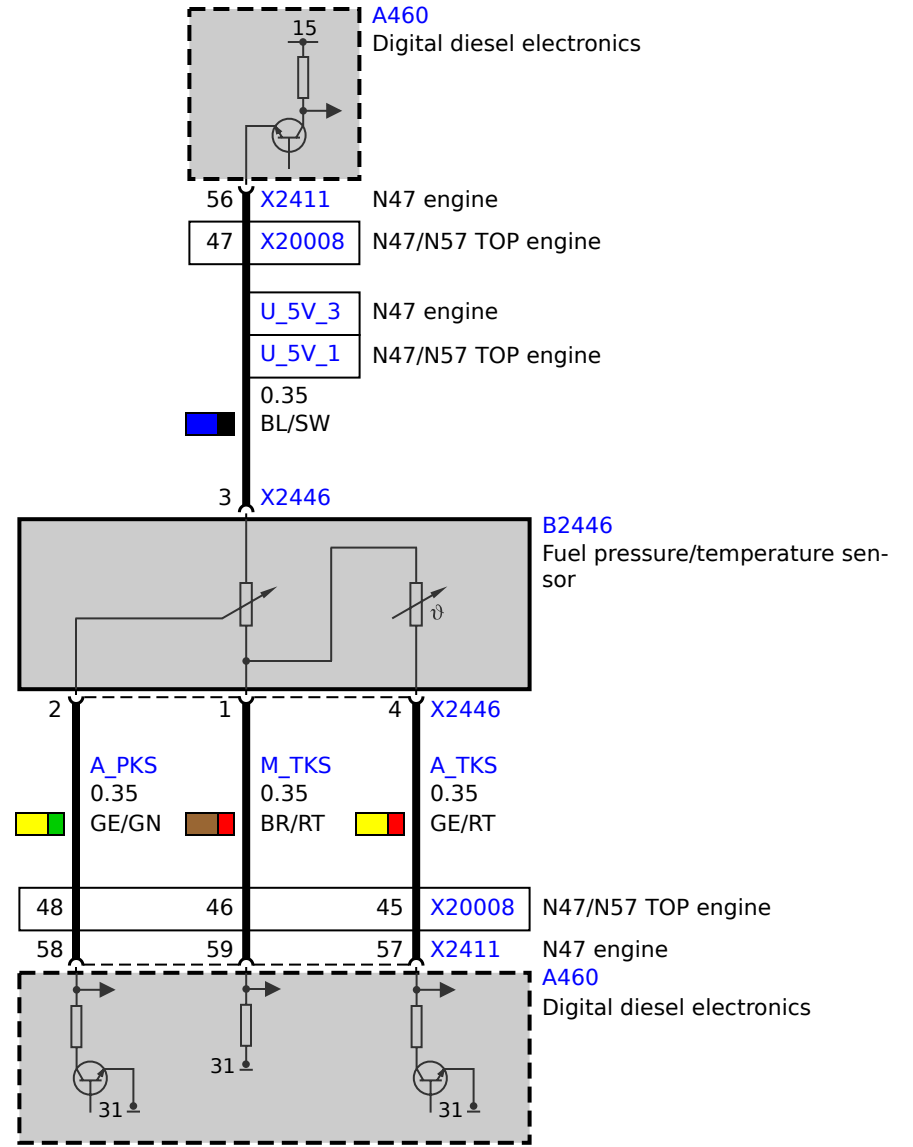 A460
15
Digital diesel electronics
56 X2411 N47 engine
47 X20008 N47/N57 TOP engine
U_5V_3 N47 engine
U_5V_1 N47/N57 TOP engine
0.35
BL/SW
3 X2446
B2446
Fuel pressure/temperature sen-
sor
ϑ
2 1 4 X2446
A_PKS M_TKS A_TKS
0.35 0.35 0.35
GE/GN BR/RT GE/RT
48 46 45 X20008 N47/N57 TOP engine
58 59 57 X2411 N47 engine
A460
Digital diesel electronics
31
31 31